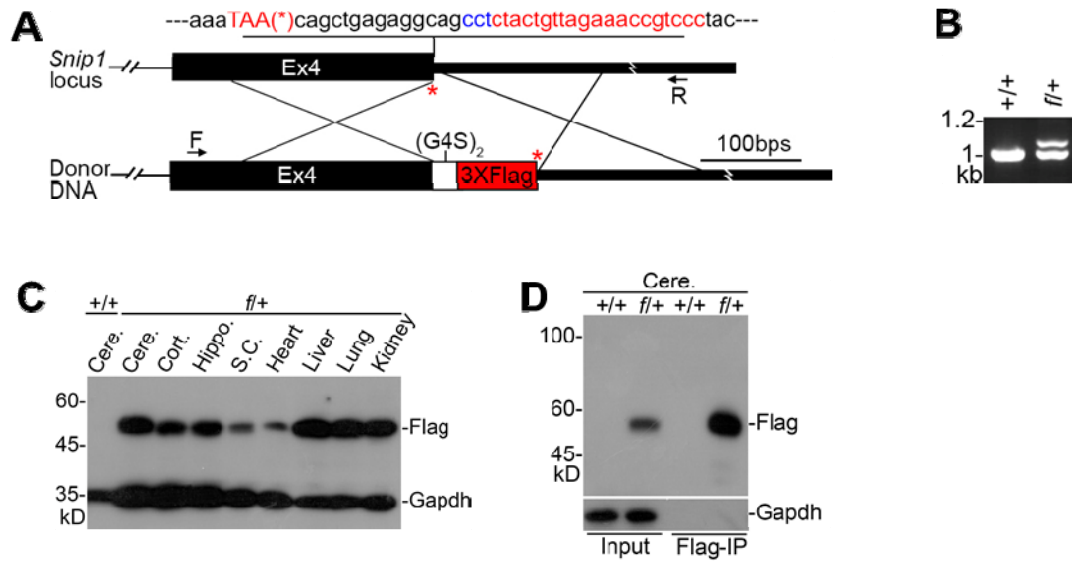 A
---aaaTAA(*)cagctgagaggcagcctctactgttagaaaccgtccctac---
Snip1
locus
Ex4
*
R
F
(G4S)2
*
100bps
Donor
DNA
Ex4
3XFlag
B
+/+
f/+
1.2-
1-
kb
C
+/+
f/+
Cere.
Cere.
Cort.
Hippo.
S.C.
Heart
Liver
Lung
Kidney
60-
-Flag
45-
35-
-Gapdh
kD
D
Cere.
+/+ f/+ +/+ f/+
100-
60-
-Flag
45-
kD
-Gapdh
Input
Flag-IP